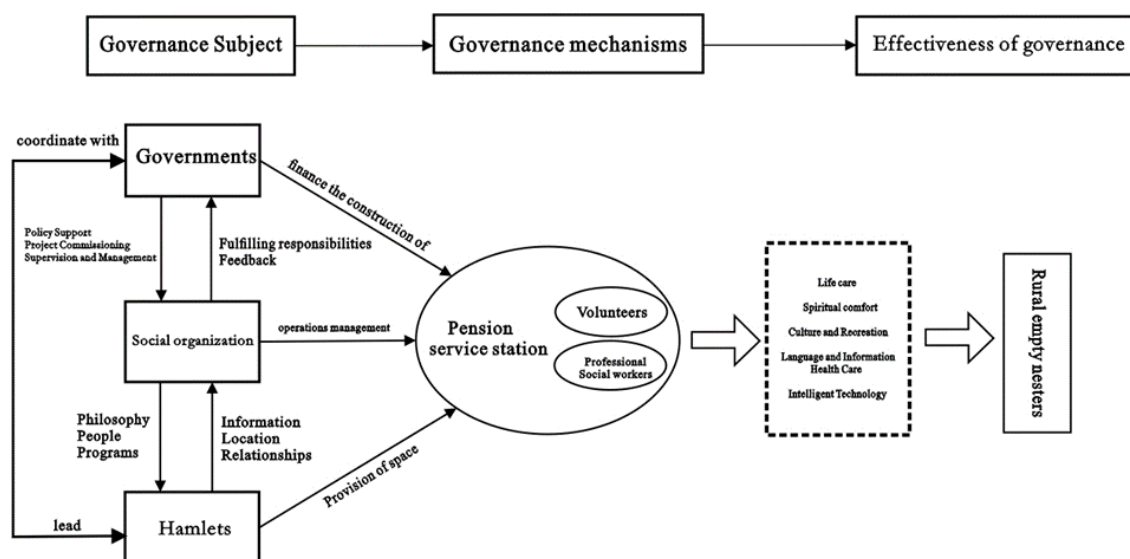 Governance Subject
Governance mechanisms
Effectiveness of governance
coordinate with
Governments
finance the construction of
Policy Support
Project Commissioning
Supervision and Management
Fulfilling responsibilities
Feedback
Social organization
operations management
Pension
service station
Volunteers
Professional
Social workers
Life care
Spiritual comfort
Culture and Recreation
Language and Information
Health Care
Intelligent Technology
Rural empty nesters
Philosophy
People
Programs
Information
Location
Relationships
Provision of space
lead
Hamlets